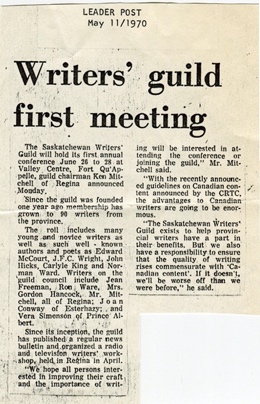 LEADER POST
May 11/1970
Writers' guild
first meeting
The Saskatchewan Writers'
Guild will hold its first annual
conference June 26 to 28 at
Valley Centre, Fort Qu'Ap-
pelle, guild chairman Ken Mit-
chell of Regina announced
Monday.
Since the guild was founded
one year ago membership has
grown to 90 writers from
the province.
The roll includes many
young and novice writers as
well as such well - known
authors and poets as Edward
McCourt, J.F.C. Wright, John
Hicks, Carlyle King and Nor-
man Ward. Writers on the
guild council include Jean
Freeman, Ron Ware, Mrs.
Gordon Hancock, Mr. Mit-
chell, all of Regina; Joan
Conway of Esterhazy; and
Vera Simenson of Prince Al-
bert.
Since its inception, the guild
has published a regular news
bulletin and organized a radio
and television writers' work-
shop, held in Regina in April.
"We hope all persons inter-
ested in improving their craft
and the importance of writ-
ing will be interested in at-
tending the conference or
joining the guild," Mr. Mit-
chell said.
"With the recently announc-
ed guidelines on Canadian con-
tent announced by the CRTC,
the advantages to Canadian
writers are going to be enor-
mous.
"The Saskatchewan Writers'
Guild exists to help provin-
cial writers have a part in
their benefits. But we also
have a responsibility to ensure
that the quality of writing
rises commensurate with 'Ca-
nadian content'. If it doesn't,
we'll be worse off than we
were before," he said.